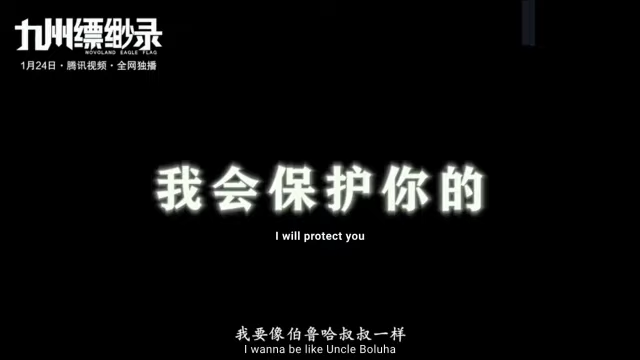 九州缥缈录
NOVOLAND EAGLE FLAG
1月24日·腾讯视频·全网独播
我会保护你的
I will protect you
我要像伯鲁哈叔叔一样
I wanna be like Uncle Boluha